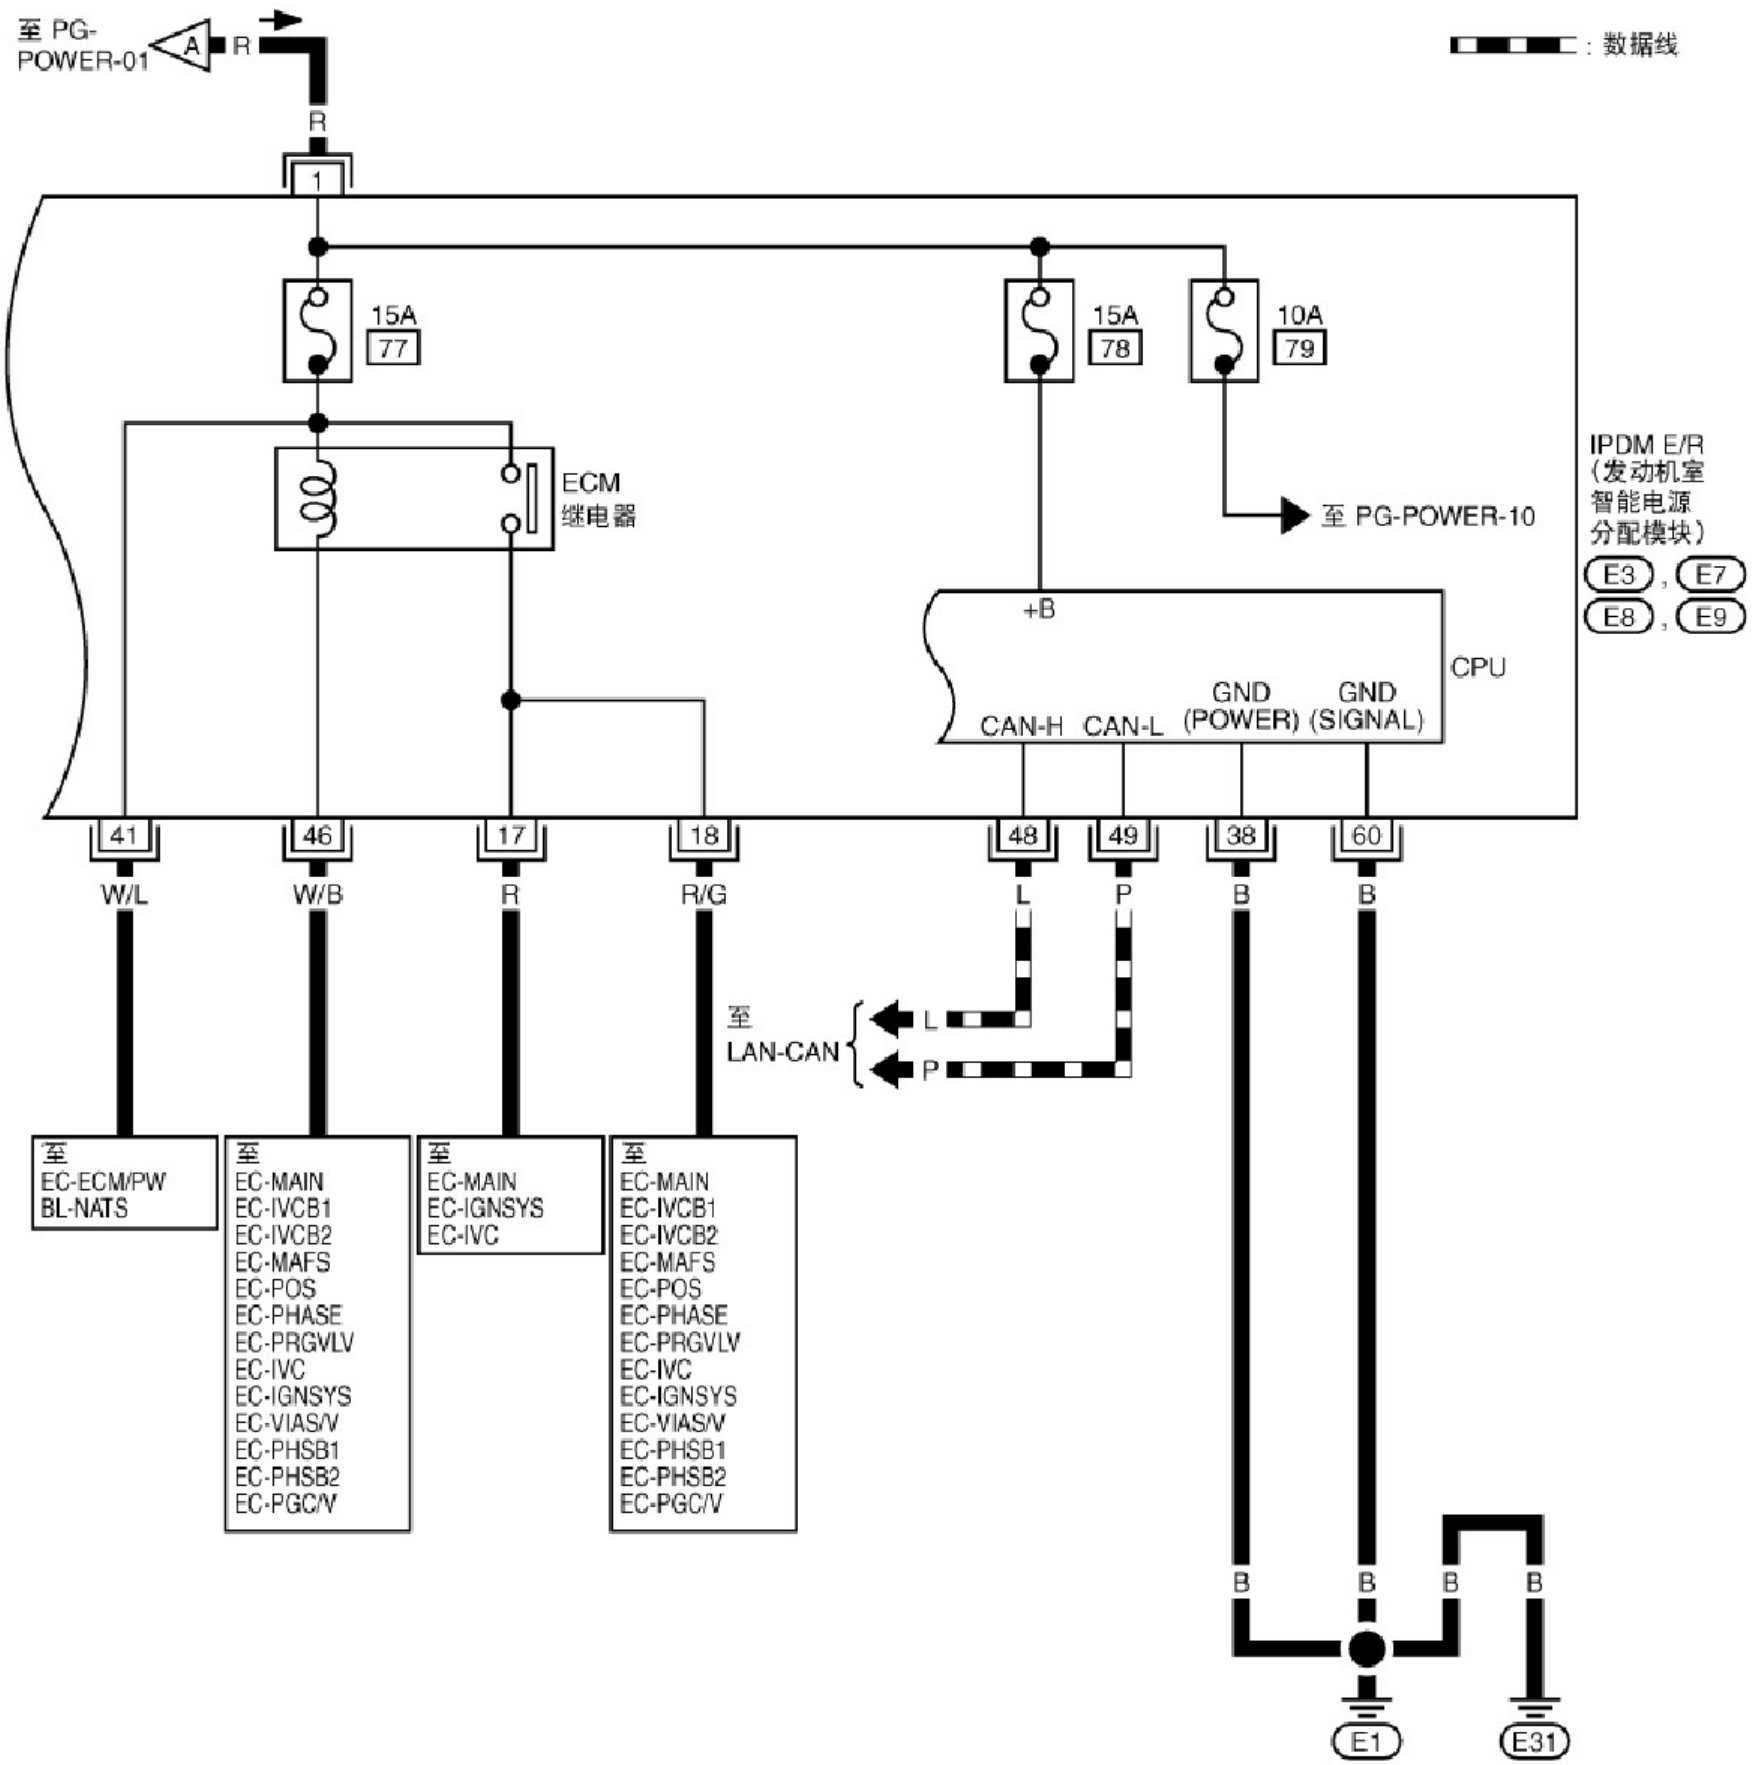 至 PG-
POWER-01
A
R
: 数据线
R
1
15A
77
15A
78
10A
79
ECM
继电器
至 PG-POWER-10
IPDM E/R
(发动机室
智能电源
分配模块)
E3 , E7
E8 , E9
+B
CPU
GND
(POWER)
GND
(SIGNAL)
CAN-H
CAN-L
41
46
17
18
48
49
38
60
W/L
W/B
R
R/G
L
P
B
B
至
LAN-CAN
L
P
至
EC-ECM/PW
BL-NATS
至
EC-MAIN
EC-IVCB1
EC-IVCB2
EC-MAFS
EC-POS
EC-PHASE
EC-PRGVLV
EC-IVC
EC-IGNSYS
EC-VIAS/V
EC-PHSB1
EC-PHSB2
EC-PGC/V
至
EC-MAIN
EC-IGNSYS
EC-IVC
至
EC-MAIN
EC-IVCB1
EC-IVCB2
EC-MAFS
EC-POS
EC-PHASE
EC-PRGVLV
EC-IVC
EC-IGNSYS
EC-VIAS/V
EC-PHSB1
EC-PHSB2
EC-PGC/V
B
B
B
B
E1
E31